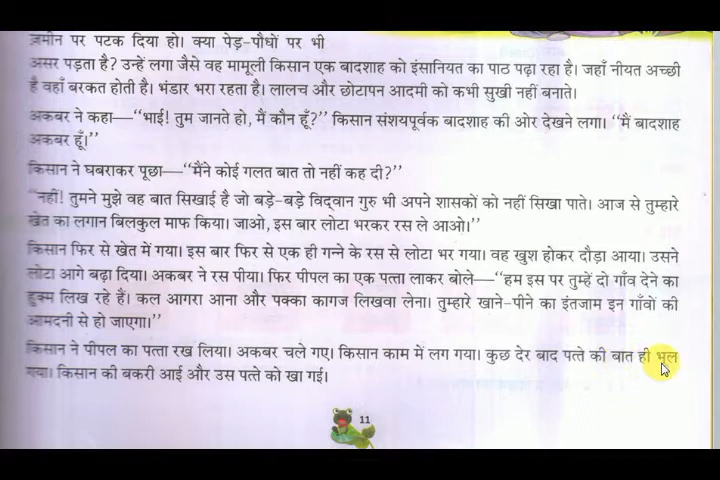 ज़मीन पर पटक दिया हो। क्या पेड़-पौधों पर भी
असर पड़ता है? उन्हें लगा जैसे वह मामूली किसान एक बादशाह को इंसानियत का पाठ पढ़ा रहा है। जहाँ नीयत अच्छी
है वहाँ बरकत होती है। भंडार भरा रहता है। लालच और छोटापन आदमी को कभी सुखी नहीं बनाते।
अकबर ने कहा—“भाई! तुम जानते हो, मैं कौन हूँ?” किसान संशयपूर्वक बादशाह की ओर देखने लगा। “मैं बादशाह
अकबर हूँ।”
किसान ने घबराकर पूछा—“मैंने कोई गलत बात तो नहीं कह दी?”
“नहीं! तुमने मुझे वह बात सिखाई है जो बड़े-बड़े विद्वान गुरु भी अपने शासकों को नहीं सिखा पाते। आज से तुम्हारे
खेत का लगान बिलकुल माफ किया। जाओ, इस बार लोटा भरकर रस ले आओ।”
किसान फिर से खेत में गया। इस बार फिर से एक ही गन्ने के रस से लोटा भर गया। वह खुश होकर दौड़ा आया। उसने
लोटा आगे बढ़ा दिया। अकबर ने रस पीया। फिर पीपल का एक पत्ता लाकर बोले—“हम इस पर तुम्हें दो गाँव देने का
हुक्म लिख रहे हैं। कल आगरा आना और पक्का कागज लिखवा लेना। तुम्हारे खाने-पीने का इंतजाम इन गाँवों की
आमदनी से हो जाएगा।”
किसान ने पीपल का पत्ता रख लिया। अकबर चले गए। किसान काम में लग गया। कुछ देर बाद पत्ते की बात ही भूल
गया। किसान की बकरी आई और उस पत्ते को खा गई।
11